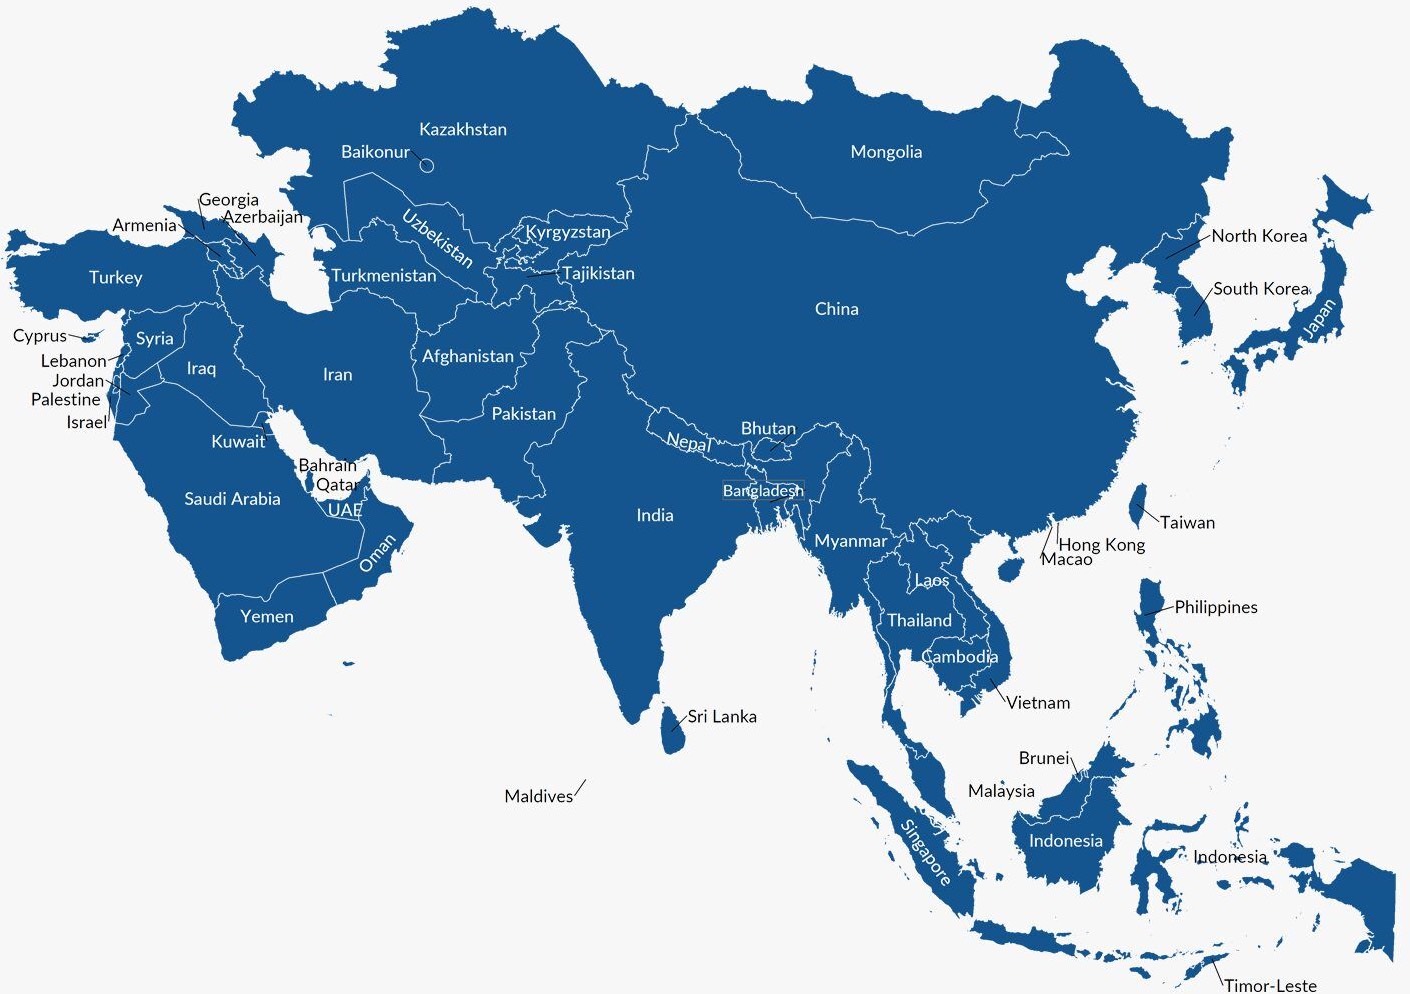 Kazakhstan
Baikonur
Mongolia
Georgia
Azerbaijan
Armenia
Uzbekistan
Kyrgyzstan
North Korea
Turkey
Turkmenistan
Tajikistan
South Korea
China
Japan
Cyprus
Syria
Lebanon
Iraq
Afghanistan
Jordan
Iran
Palestine
Israel
Pakistan
Kuwait
Nepal
Bhutan
Bahrain
Qatar
Saudi Arabia
UAE
Bangladesh
India
Taiwan
Myanmar
Hong Kong
Macao
Oman
Laos
Yemen
Thailand
Philippines
Cambodia
Vietnam
Sri Lanka
Brunei
Maldives
Malaysia
Singapore
Indonesia
Indonesia
Timor-Leste